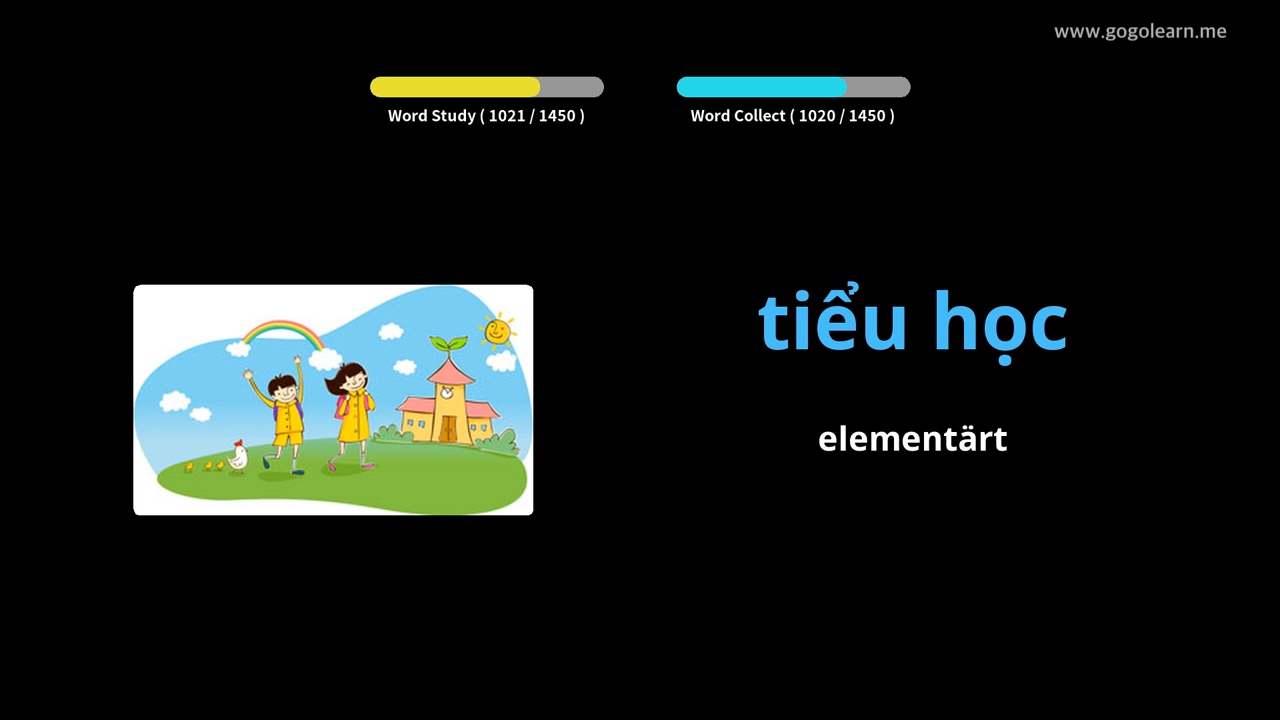 www.gogolearn.me
Word Study ( 1021 / 1450 )
Word Collect ( 1020 / 1450 )
tiểu học
elementärt